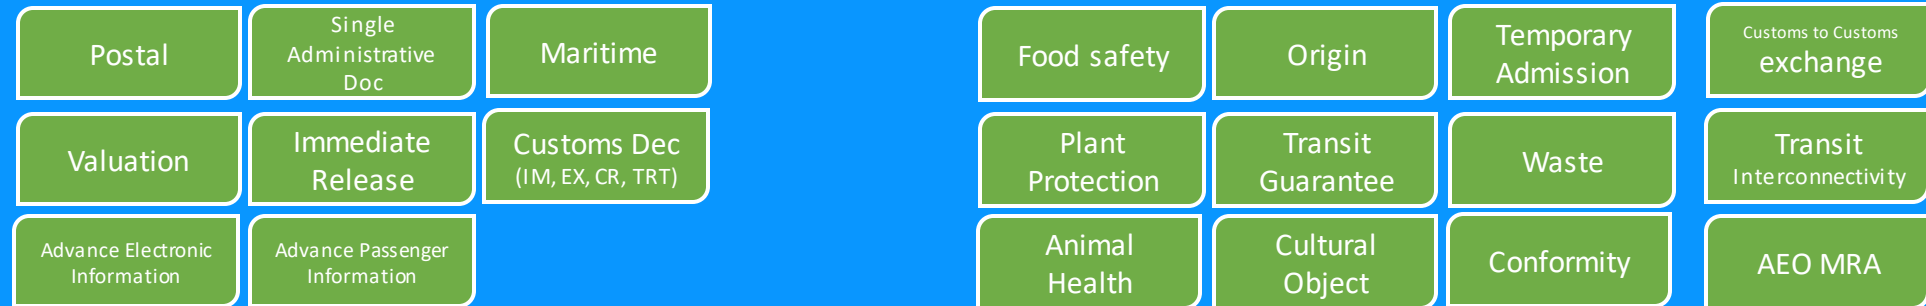 Postal
Single
Administrative
Doc
Maritime
Food safety
Origin
Temporary
Admission
Customs to Customs
exchange
Valuation
Immediate
Release
Customs Dec
(IM, EX, CR, TRT)
Plant
Protection
Transit
Guarantee
Waste
Transit
Interconnectivity
Advance Electronic
Information
Advance Passenger
Information
Animal
Health
Cultural
Object
Conformity
AEO MRA